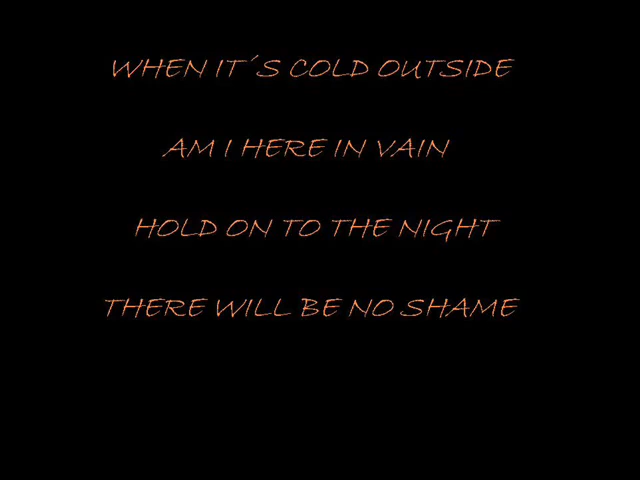 WHEN IT´S COLD OUTSIDE
AM I HERE IN VAIN
HOLD ON TO THE NIGHT
THERE WILL BE NO SHAME